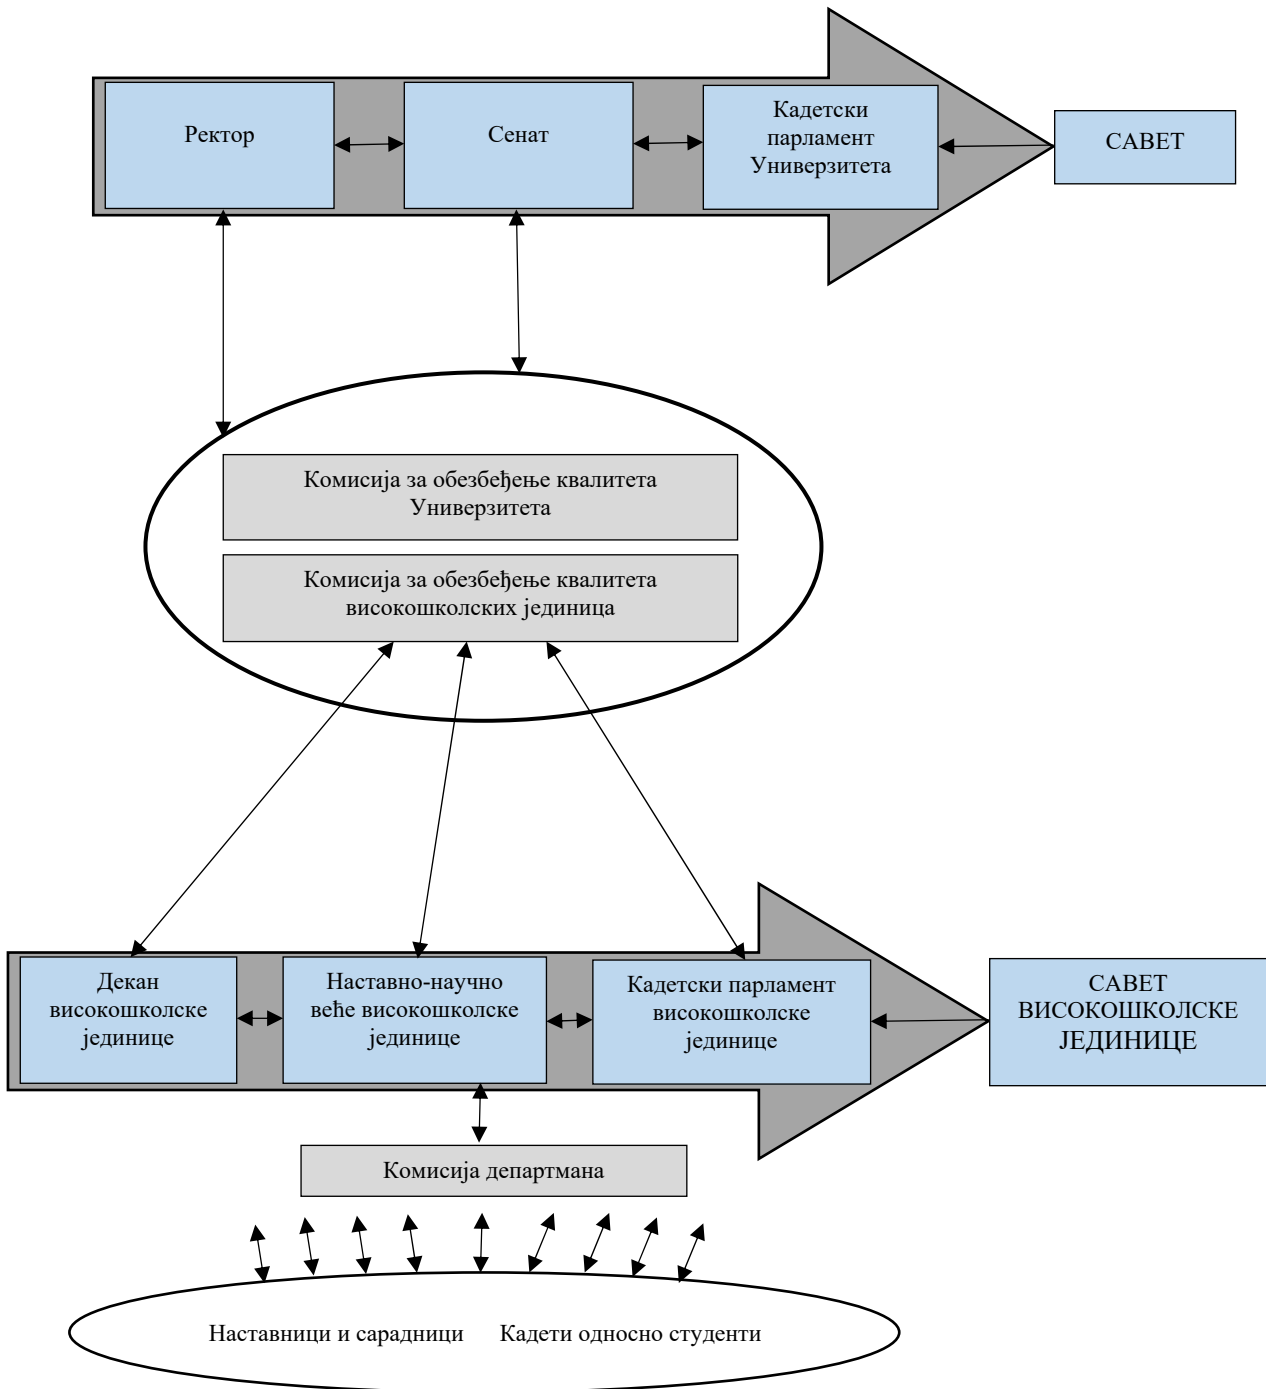 Ректор
Сенат
Кадетски
парламент
Универзитета
САВЕТ
Комисија за обезбеђење квалитета
Универзитета
Комисија за обезбеђење квалитета
високошколских јединица
Декан
високошколске
јединице
Наставно-научно
веће високошколске
јединице
Кадетски парламент
високошколске
јединице
САВЕТ
ВИСОКОШКОЛСКЕ
ЈЕДИНИЦЕ
Комисија департмана
Наставници и сарадници Кадети односно студенти